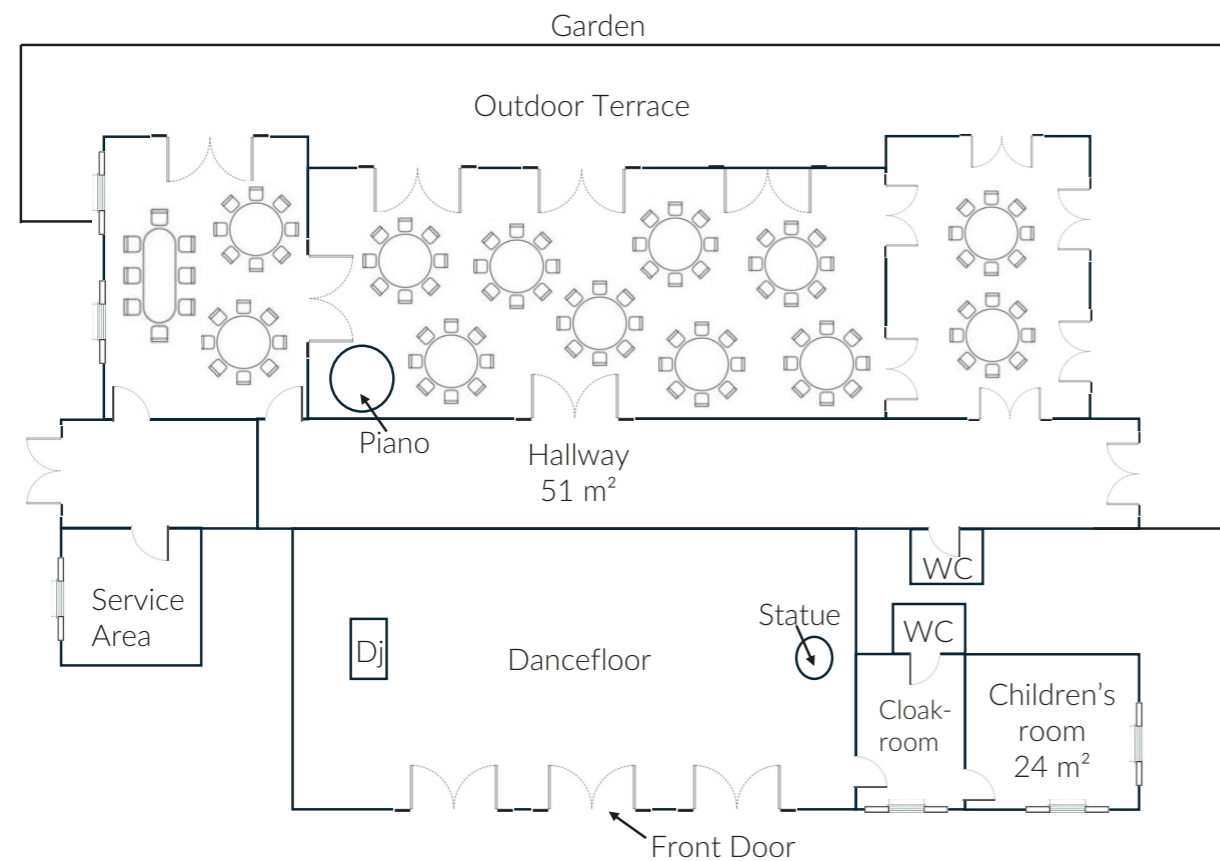 Garden
Outdoor Terrace
Piano
Hallway
51 m²
Service
Area
WC
Statue
WC
Dj
Dancefloor
Cloak-
room
Children's
room
24 m²
Front Door